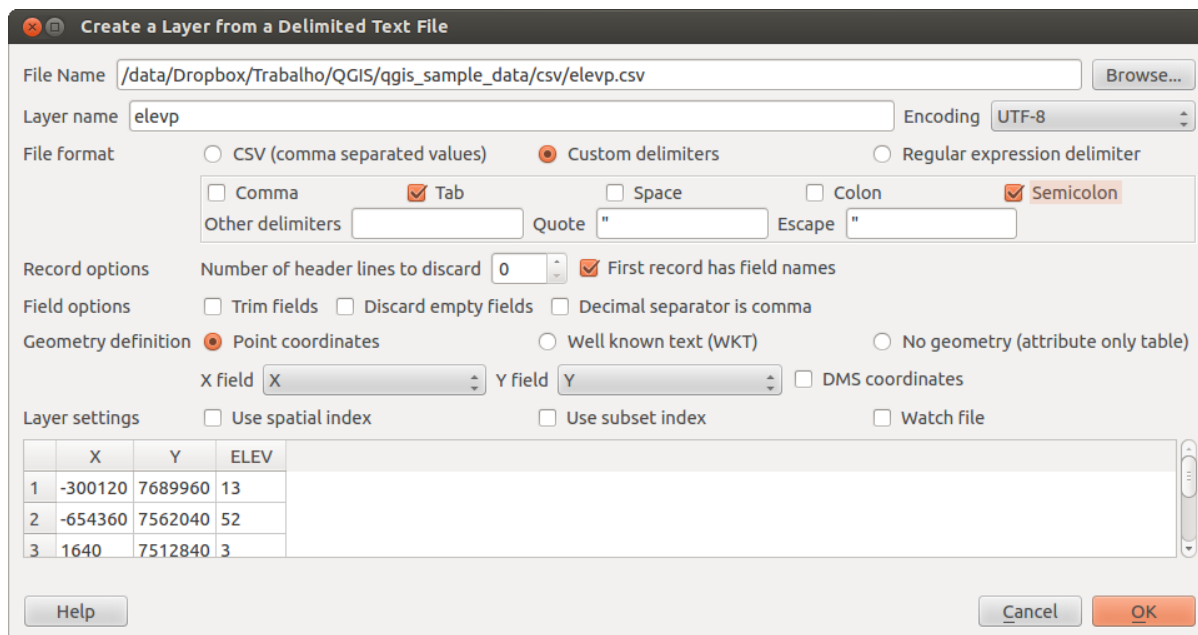 Create a Layer from a Delimited Text File
File Name /data/Dropbox/Trabalho/QGIS/qgis_sample_data/csv/elevp.csv Browse...
Layer name elevp Encoding UTF-8
File format CSV (comma separated values) Custom delimiters Regular expression delimiter
Comma Tab Space Colon Semicolon
Other delimiters Quote " Escape "
Record options Number of header lines to discard 0 First record has field names
Field options Trim fields Discard empty fields Decimal separator is comma
Geometry definition Point coordinates Well known text (WKT) No geometry (attribute only table)
X field X Y field Y DMS coordinates
Layer settings Use spatial index Use subset index Watch file
X Y ELEV
1 -300120 7689960 13
2 -654360 7562040 52
3 1640 7512840 3
Help Cancel OK